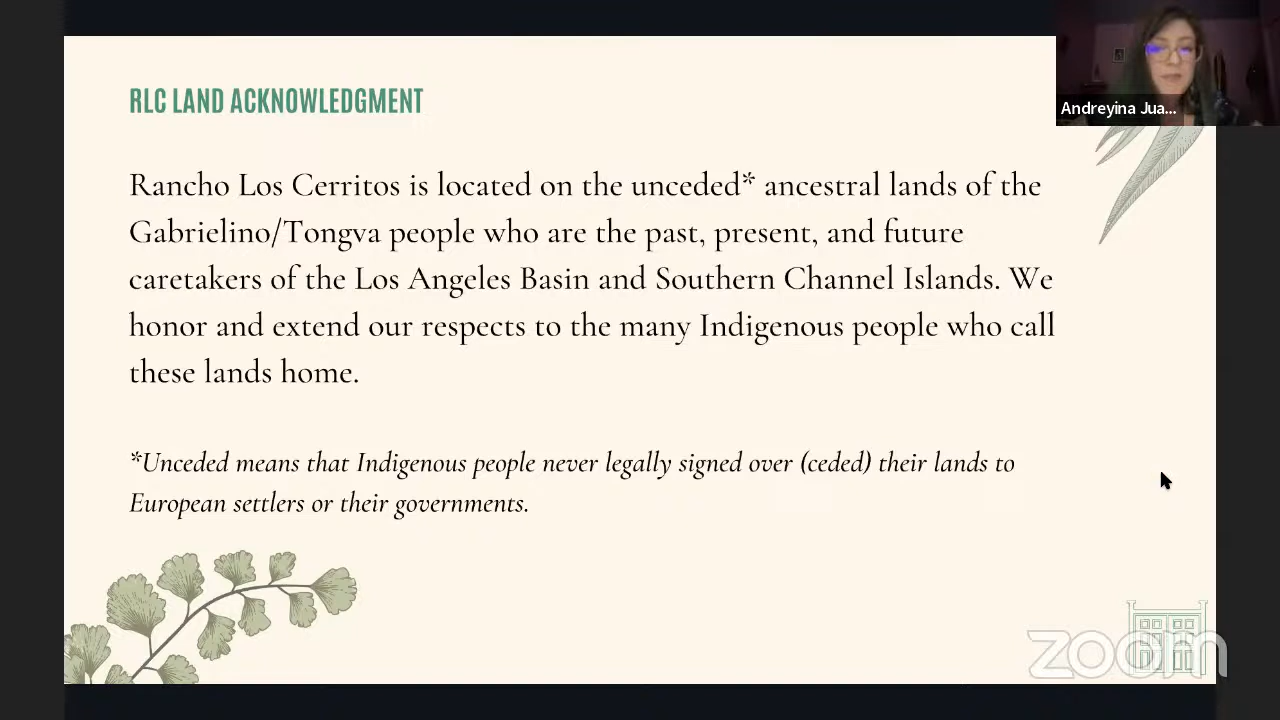 RLC LAND ACKNOWLEDGMENT
Andreyina Jua...
Rancho Los Cerritos is located on the unceded* ancestral lands of the
Gabrielino/Tongva people who are the past, present, and future
caretakers of the Los Angeles Basin and Southern Channel Islands. We
honor and extend our respects to the many Indigenous people who call
these lands home.
*Unceded means that Indigenous people never legally signed over (ceded) their lands to
European settlers or their governments.
zoom